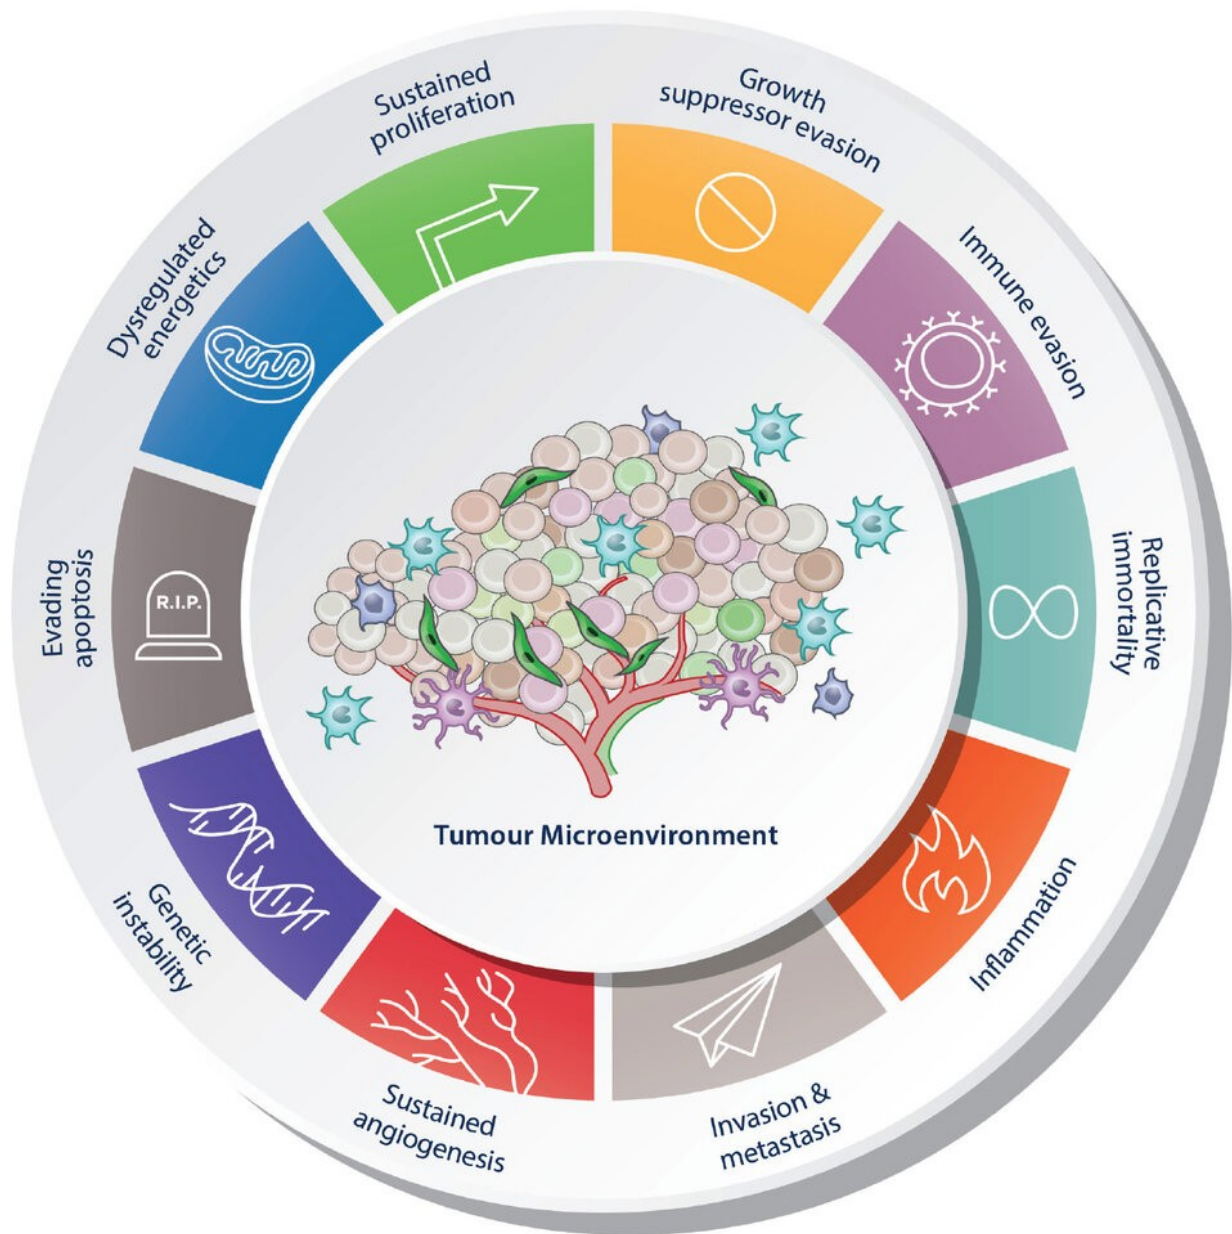 Sustained
proliferation
Growth
suppressor evasion
Immune evasion
Replicative
immortality
Inflammation
Invasion &
metastasis
Sustained
angiogenesis
Genetic
instability
Evading
apoptosis
R.I.P.
Dysregulated
energetics
Tumour Microenvironment